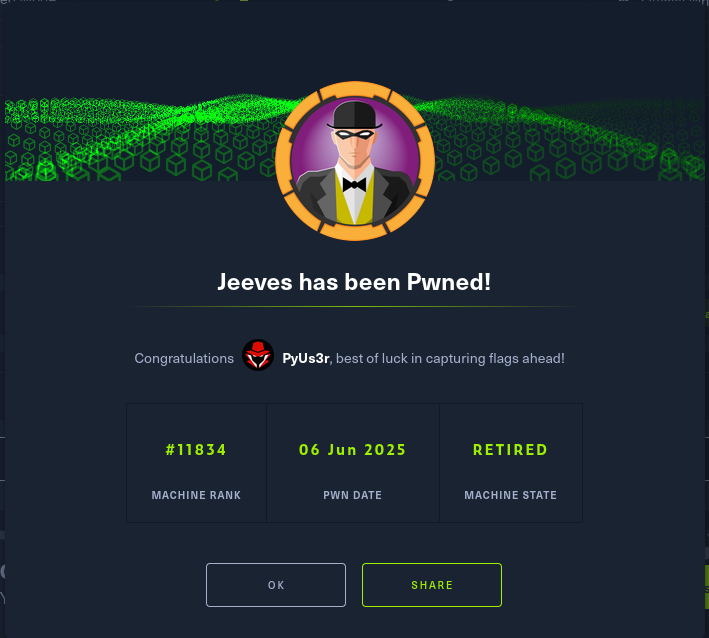 Jeeves has been Pwned!
Congratulations PyUs3r, best of luck in capturing flags ahead!
#11834 06 Jun 2025 RETIRED
MACHINE RANK PWN DATE MACHINE STATE
OK SHARE